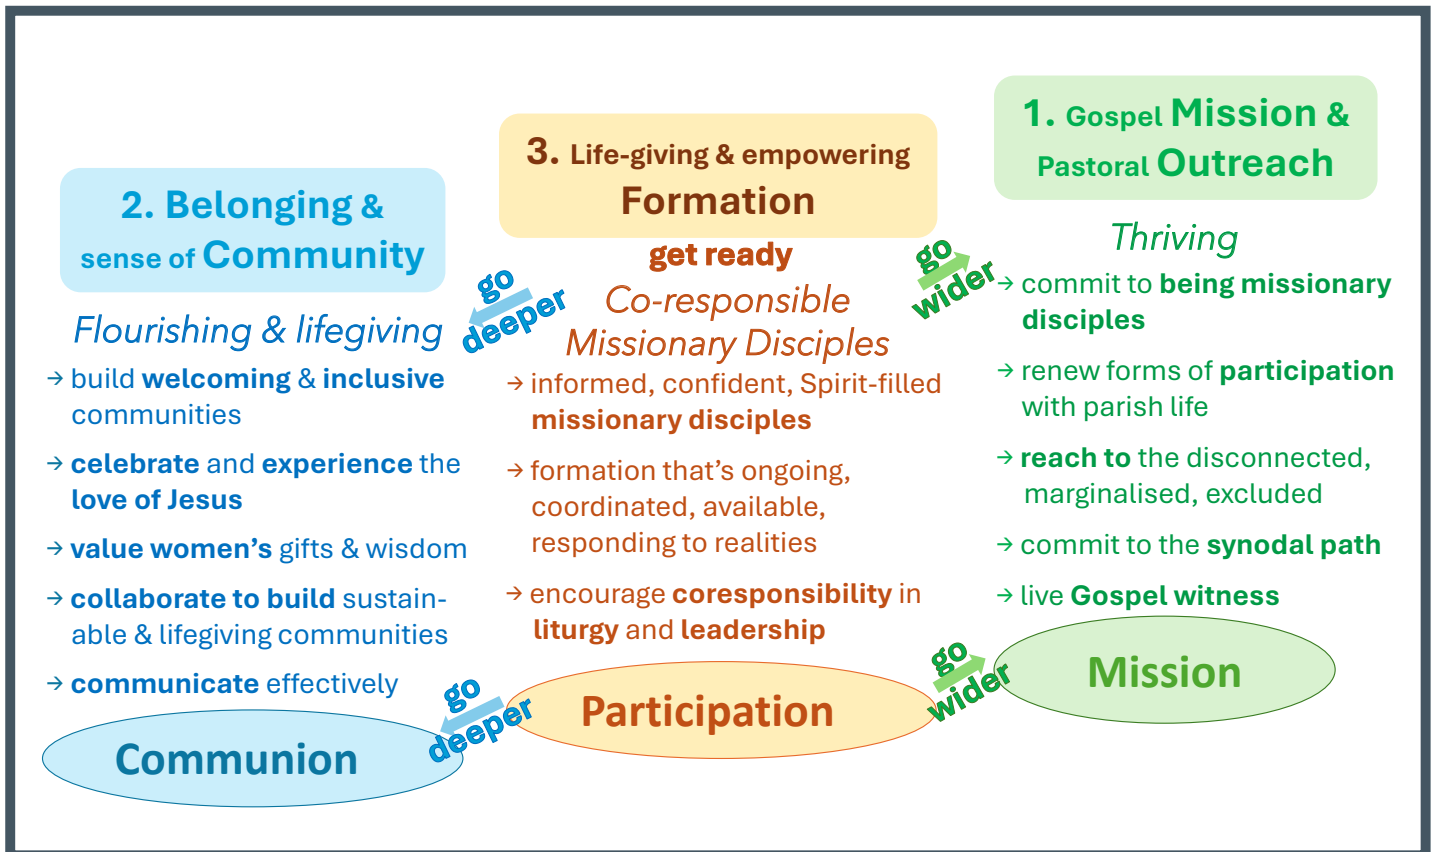 2. Belonging &
sense of Community
Flourishing & lifegiving
→ build welcoming & inclusive
communities
→ celebrate and experience the
love of Jesus
→ value women’s gifts & wisdom
→ collaborate to build sustain-
able & lifegiving communities
→ communicate effectively
Communion
go
deeper
go
deeper
3. Life-giving & empowering
Formation
get ready
Co-responsible
Missionary Disciples
→ informed, confident, Spirit-filled
missionary disciples
→ formation that’s ongoing,
coordinated, available,
responding to realities
→ encourage coresponsibility in
liturgy and leadership
Participation
go
wider
go
wider
1. Gospel Mission &
Pastoral Outreach
Thriving
→ commit to being missionary
disciples
→ renew forms of participation
with parish life
→ reach to the disconnected,
marginalised, excluded
→ commit to the synodal path
→ live Gospel witness
Mission